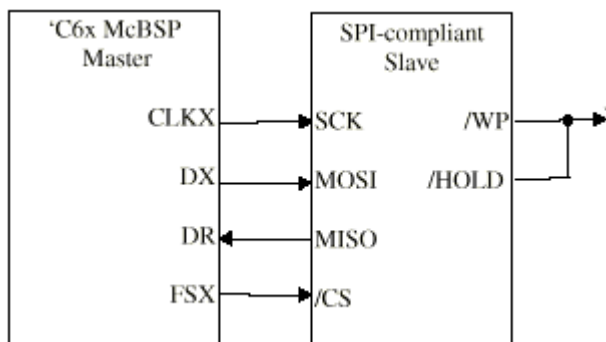 ‘C6x McBSP
Master
SPI-compliant
Slave
CLKX
SCK
/WP
DX
MOSI
/HOLD
DR
MISO
FSX
/CS